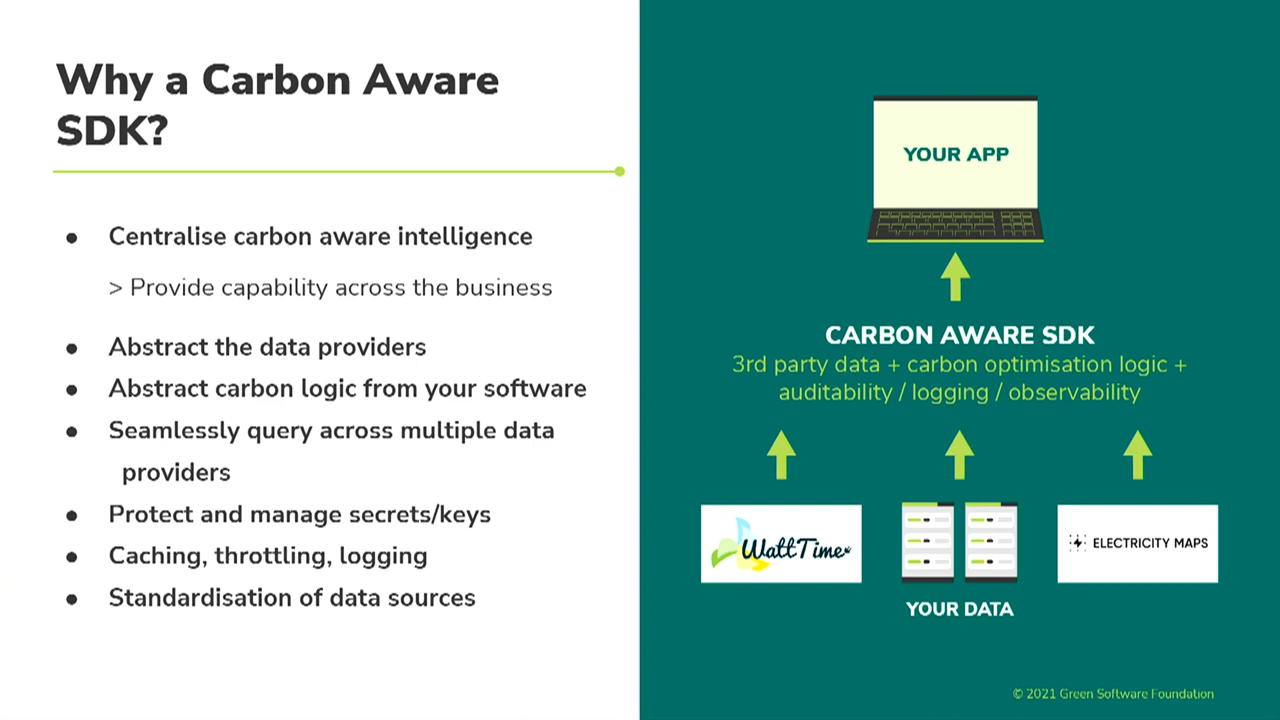 Why a Carbon Aware
SDK?
● Centralise carbon aware intelligence
> Provide capability across the business
● Abstract the data providers
● Abstract carbon logic from your software
● Seamlessly query across multiple data
providers
● Protect and manage secrets/keys
● Caching, throttling, logging
● Standardisation of data sources
YOUR APP
CARBON AWARE SDK
3rd party data + carbon optimisation logic +
auditability / logging / observability
WattTime
YOUR DATA
ELECTRICITY MAPS
© 2021 Green Software Foundation